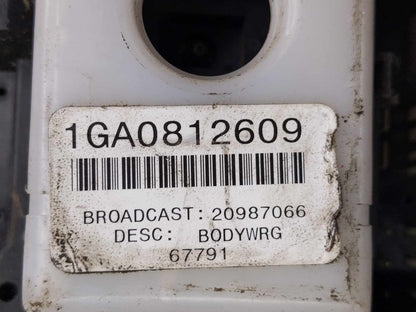 1GA0812609
BROADCAST: 20987066
DESC: BODYWRG
67791